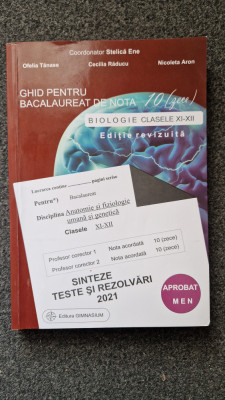 Coordonator Stelică Ene
Ofelia Tănase Cecilia Răducu Nicoleta Aron
GHID PENTRU
BACALAUREAT DE NOTA 10 (zece)
BIOLOGIE CLASELE XI-XII
Ediție revizuită
Lucrarea conține .................. pagini scrise
Pentru*) Bacalaureat
Disciplina Anatomie și fiziologie
umană și genetică
Clasele XI-XII
Profesor corector 1 Nota acordată 10 (zece)
Profesor corector 2 Nota acordată 10 (zece)
SINTEZE
TESTE ȘI REZOLVĂRI
2021
APROBAT
MEN
Editura GIMNASIUM